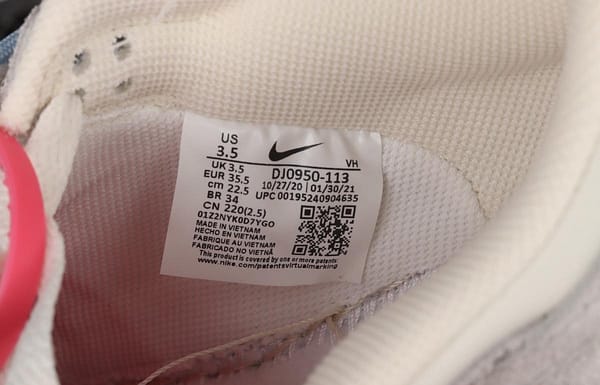 US
3.5
VH
UK 3.5
DJ0950-113
EUR 35.5
10/27/20 | 01/30/21
cm 22.5
UPC 00195240904635
BR 34
CN 220(2.5)
01Z2NYK0D7YGO
MADE IN VIETNAM
HECHO EN VIETNAM
FABRIQUE AU VIETNAM
FABRICADO NO VIETNÃ
This product is covered by one or more patents
www.nike.com/patentsvirtualmarking